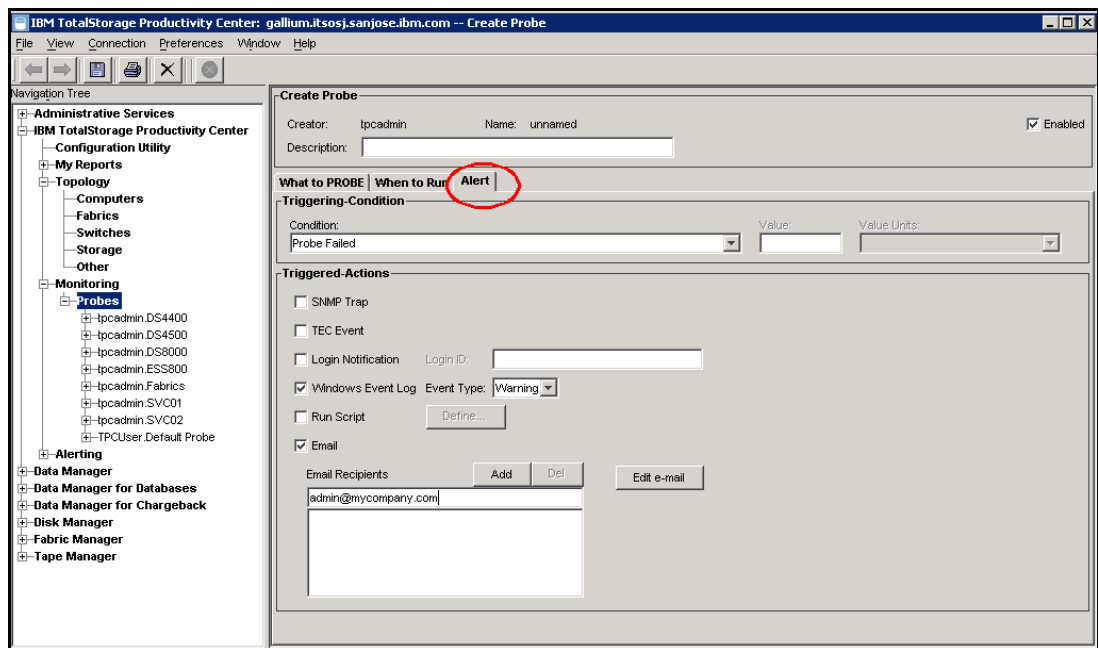 IBM TotalStorage Productivity Center: gallium.itsosj.sanjose.ibm.com -- Create Probe
File View Connection Preferences Window Help
Navigation Tree
Administrative Services
IBM TotalStorage Productivity Center
Configuration Utility
My Reports
Topology
Computers
Fabrics
Switches
Storage
Other
Monitoring
Probes
tpcadmin.DS4400
tpcadmin.DS4500
tpcadmin.DS8000
tpcadmin.ESS800
tpcadmin.Fabrics
tpcadmin.SVC01
tpcadmin.SVC02
TPCUser.Default Probe
Alerting
Data Manager
Data Manager for Databases
Data Manager for Chargeback
Disk Manager
Fabric Manager
Tape Manager
Create Probe
Creator: tpcadmin Name: unnamed Enabled
Description:
What to PROBE When to Run Alert
Triggering-Condition
Condition: Value: Value Units:
Probe Failed
Triggered-Actions
SNMP Trap
TEC Event
Login Notification Login ID:
Windows Event Log Event Type: Warning
Run Script Define...
Email
Email Recipients Add Del Edit e-mail
admin@mycompany.com